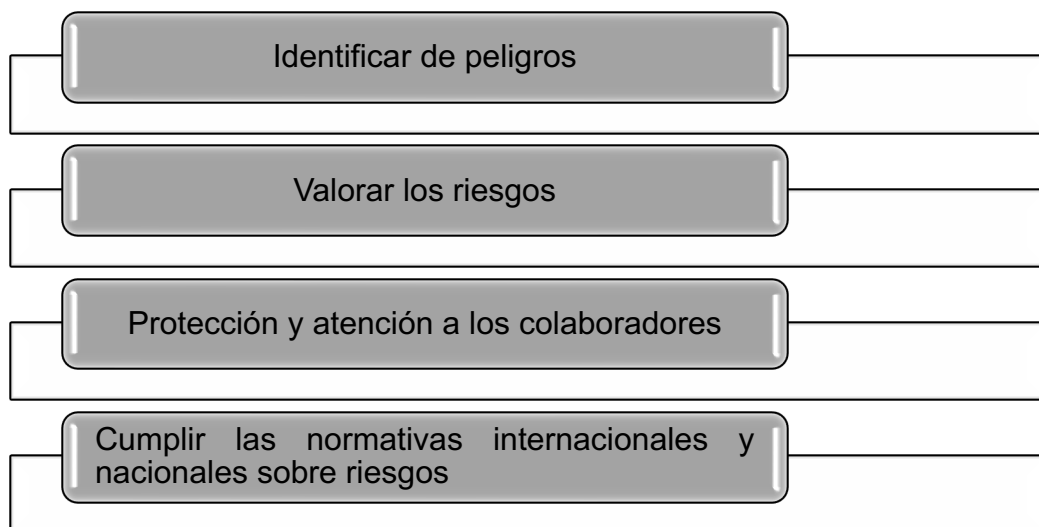 Identificar de peligros
Valorar los riesgos
Protección y atención a los colaboradores
Cumplir las normativas internacionales y
nacionales sobre riesgos